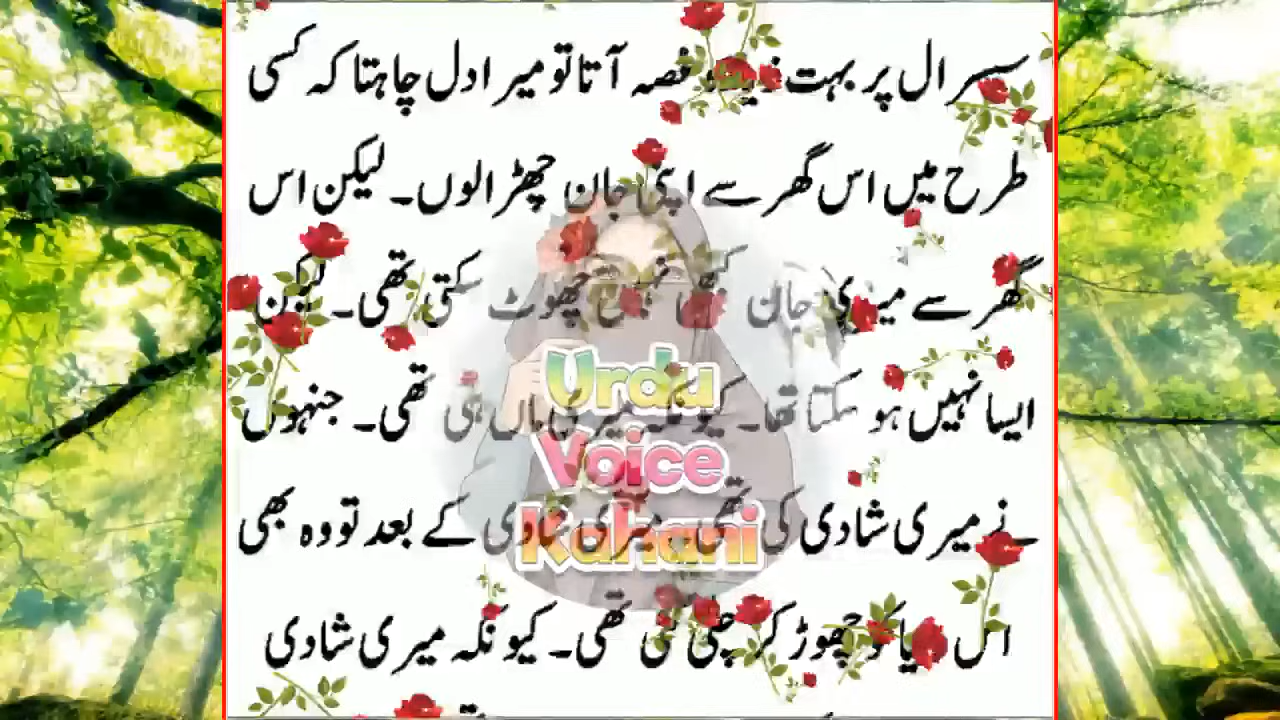 سسرال پر بہت زیادہ غصہ آتا تو میرا دل چاہتا کہ کسی
طرح میں اس گھر سے اپنی جان چھڑا لوں۔ لیکن اس
گھر سے میری جان کبھی نہیں چھوٹ سکتی تھی۔ لیکن
ایسا نہیں ہو سکتا تھا۔ کیونکہ میری ماں ہی تھی۔ جنہوں
نے میری شادی کی تھی۔ میری شادی کے بعد تو وہ بھی
اس دنیا کو چھوڑ کر چلی گئی تھی۔ کیونکہ میری شادی
Urdu
Voice
Kahani